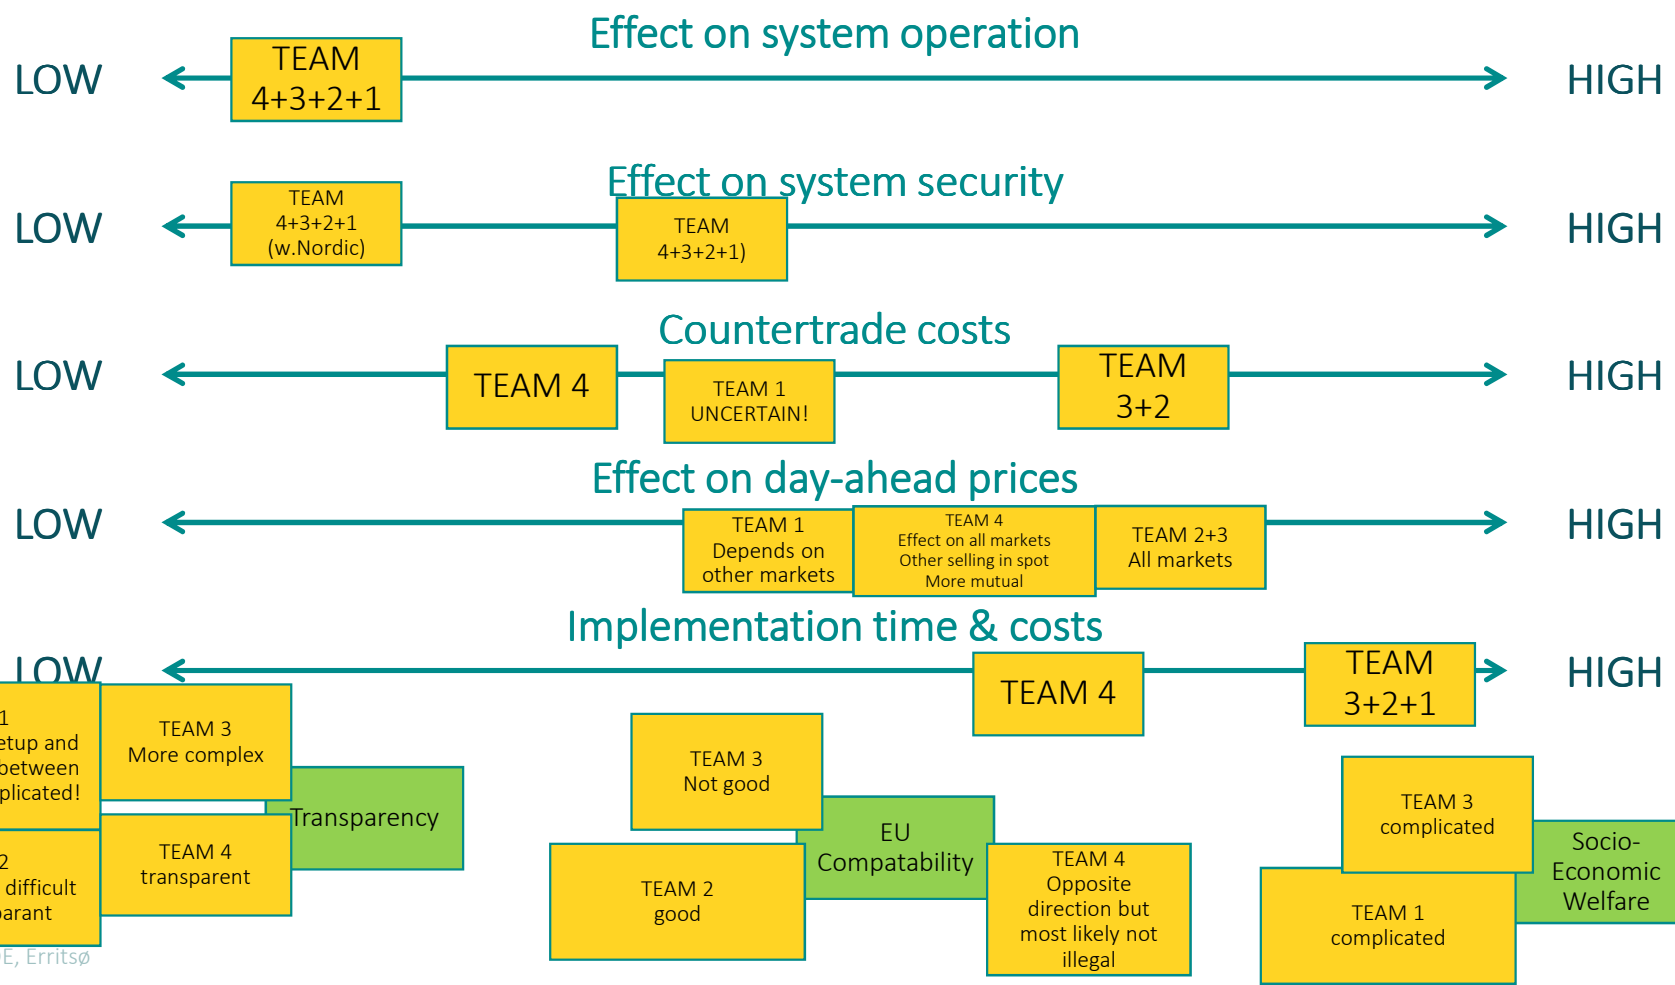 Effect on system operation
LOW
TEAM
4+3+2+1
HIGH
Effect on system security
LOW
TEAM
4+3+2+1
(w.Nordic)
TEAM
4+3+2+1)
HIGH
Countertrade costs
LOW
TEAM 4
TEAM 1
UNCERTAIN!
TEAM
3+2
HIGH
Effect on day-ahead prices
LOW
TEAM 1
Depends on
other markets
TEAM 4
Effect on all markets
Other selling in spot
More mutual
TEAM 2+3
All markets
HIGH
Implementation time & costs
LOW
TEAM 4
TEAM
3+2+1
HIGH
1
and
between
TEAM 3
More complex
Transparency
2
difficult
TEAM 4
transparent
TEAM 3
Not good
EU
Compatability
TEAM 2
good
TEAM 4
Opposite
direction but
most likely not
illegal
TEAM 3
complicated
Socio-
Economic
Welfare
TEAM 1
complicated
Erritsø